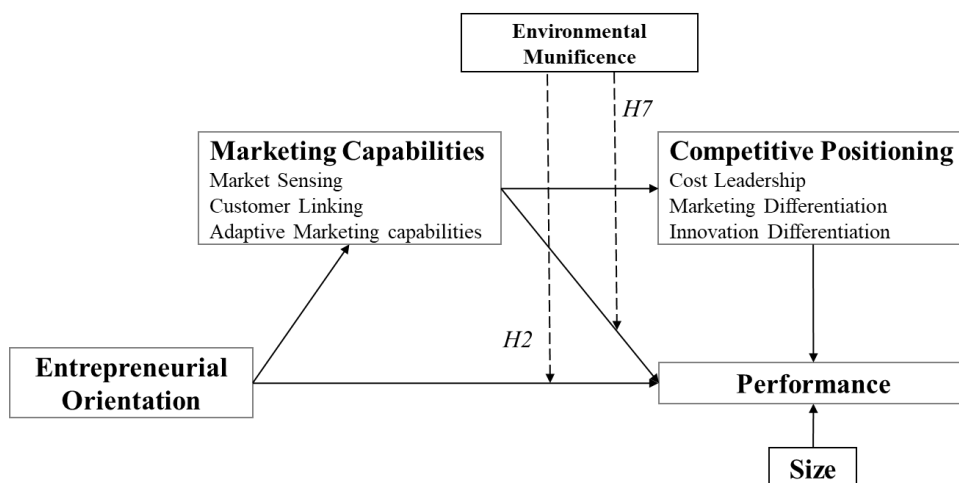 Environmental
Munificence
H7
Marketing Capabilities
Market Sensing
Customer Linking
Adaptive Marketing capabilities
Competitive Positioning
Cost Leadership
Marketing Differentiation
Innovation Differentiation
H2
Entrepreneurial
Orientation
Performance
Size